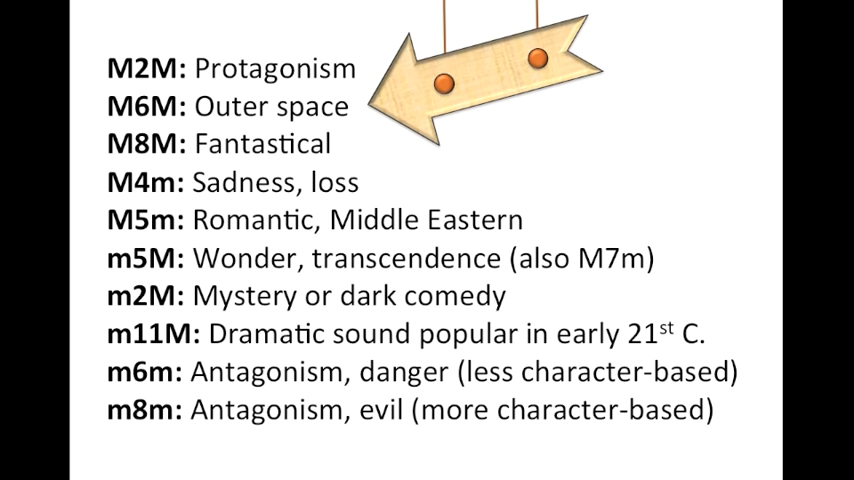 M2M: Protagonism
M6M: Outer space
M8M: Fantastical
M4m: Sadness, loss
M5m: Romantic, Middle Eastern
m5M: Wonder, transcendence (also M7m)
m2M: Mystery or dark comedy
m11M: Dramatic sound popular in early 21st C.
m6m: Antagonism, danger (less character-based)
m8m: Antagonism, evil (more character-based)